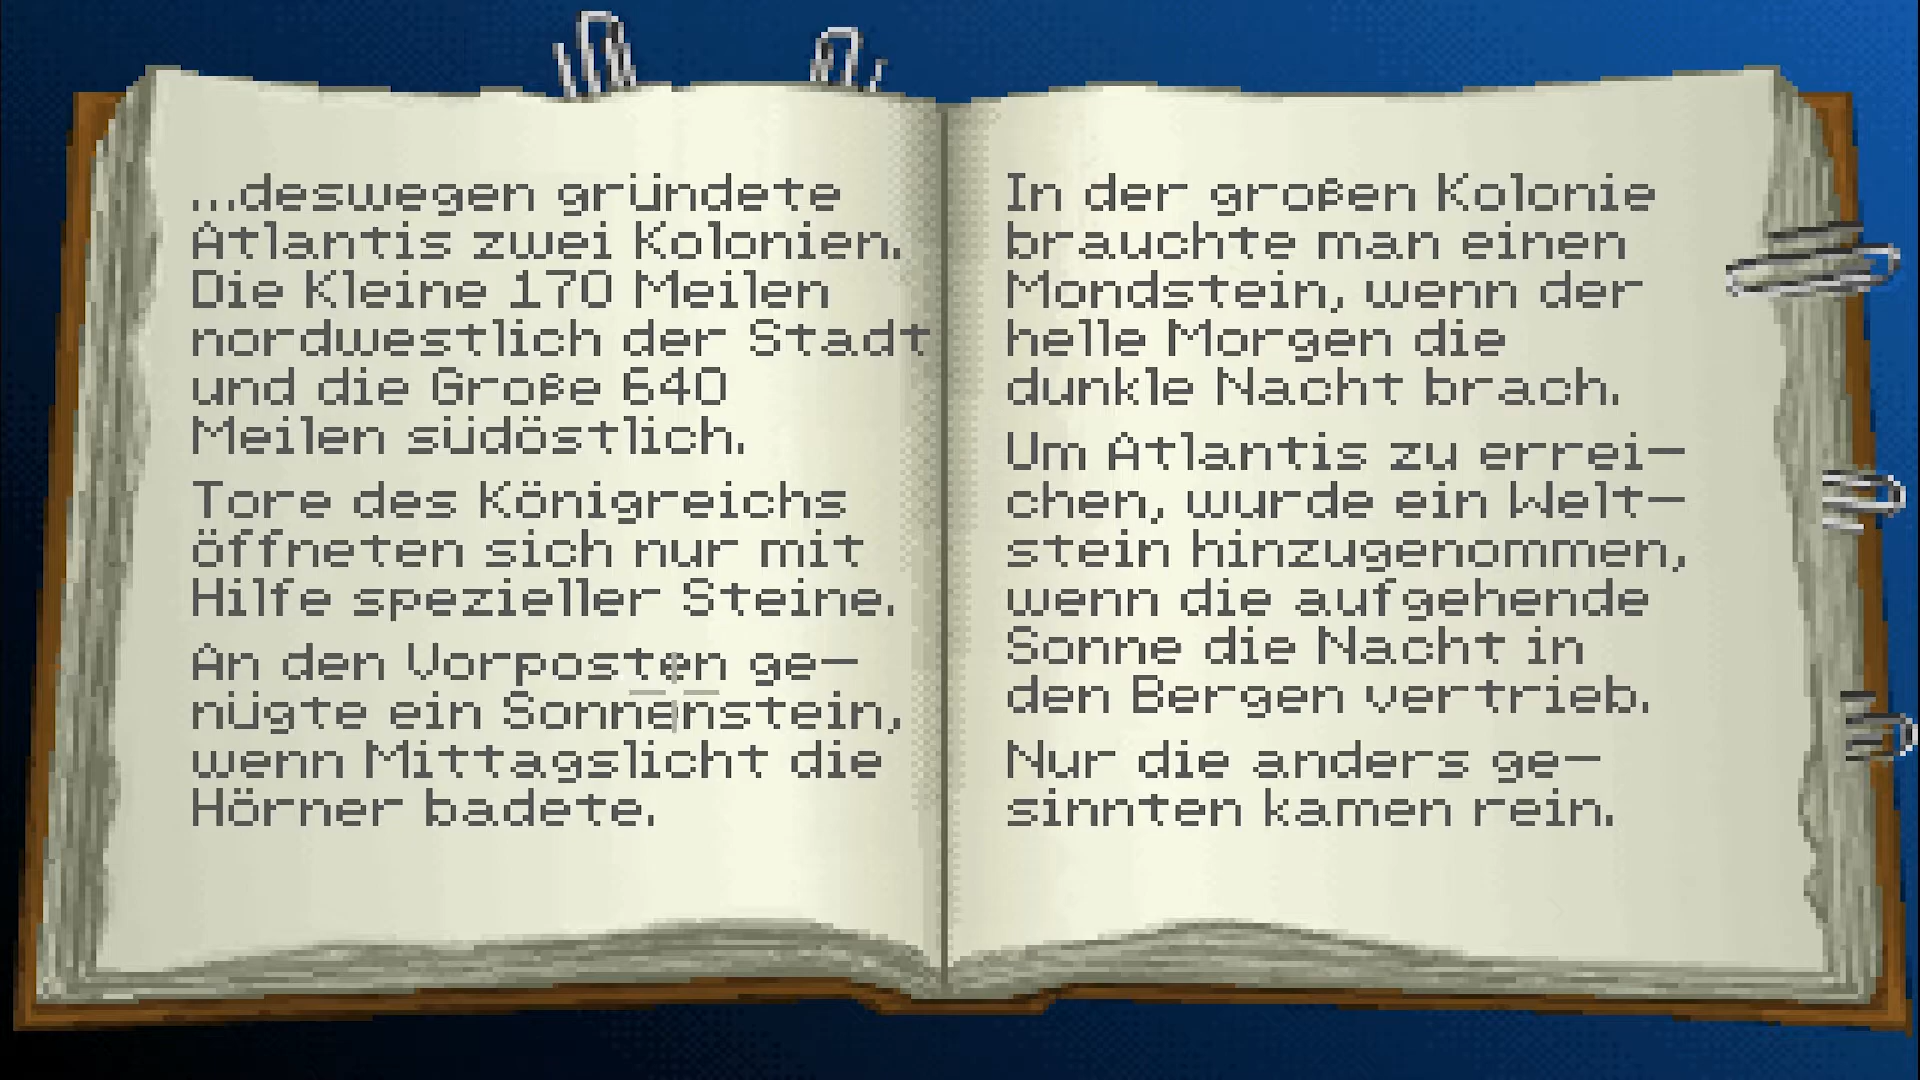 ...deswegen gründete
Atlantis zwei Kolonien.
Die Kleine 170 Meilen
nordwestlich der Stadt
und die Große 640
Meilen südöstlich.
Tore des Königreichs
öffneten sich nur mit
Hilfe spezieller Steine.
An den Vorposten ge-
nügte ein Sonnenstein,
wenn Mittagslicht die
Hörner badete.
In der großen Kolonie
brauchte man einen
Mondstein, wenn der
helle Morgen die
dunkle Nacht brach.
Um Atlantis zu errei-
chen, wurde ein Welt-
stein hinzugenommen,
wenn die aufgehende
Sonne die Nacht in
den Bergen vertrieb.
Nur die anders ge-
sinnten kamen rein.